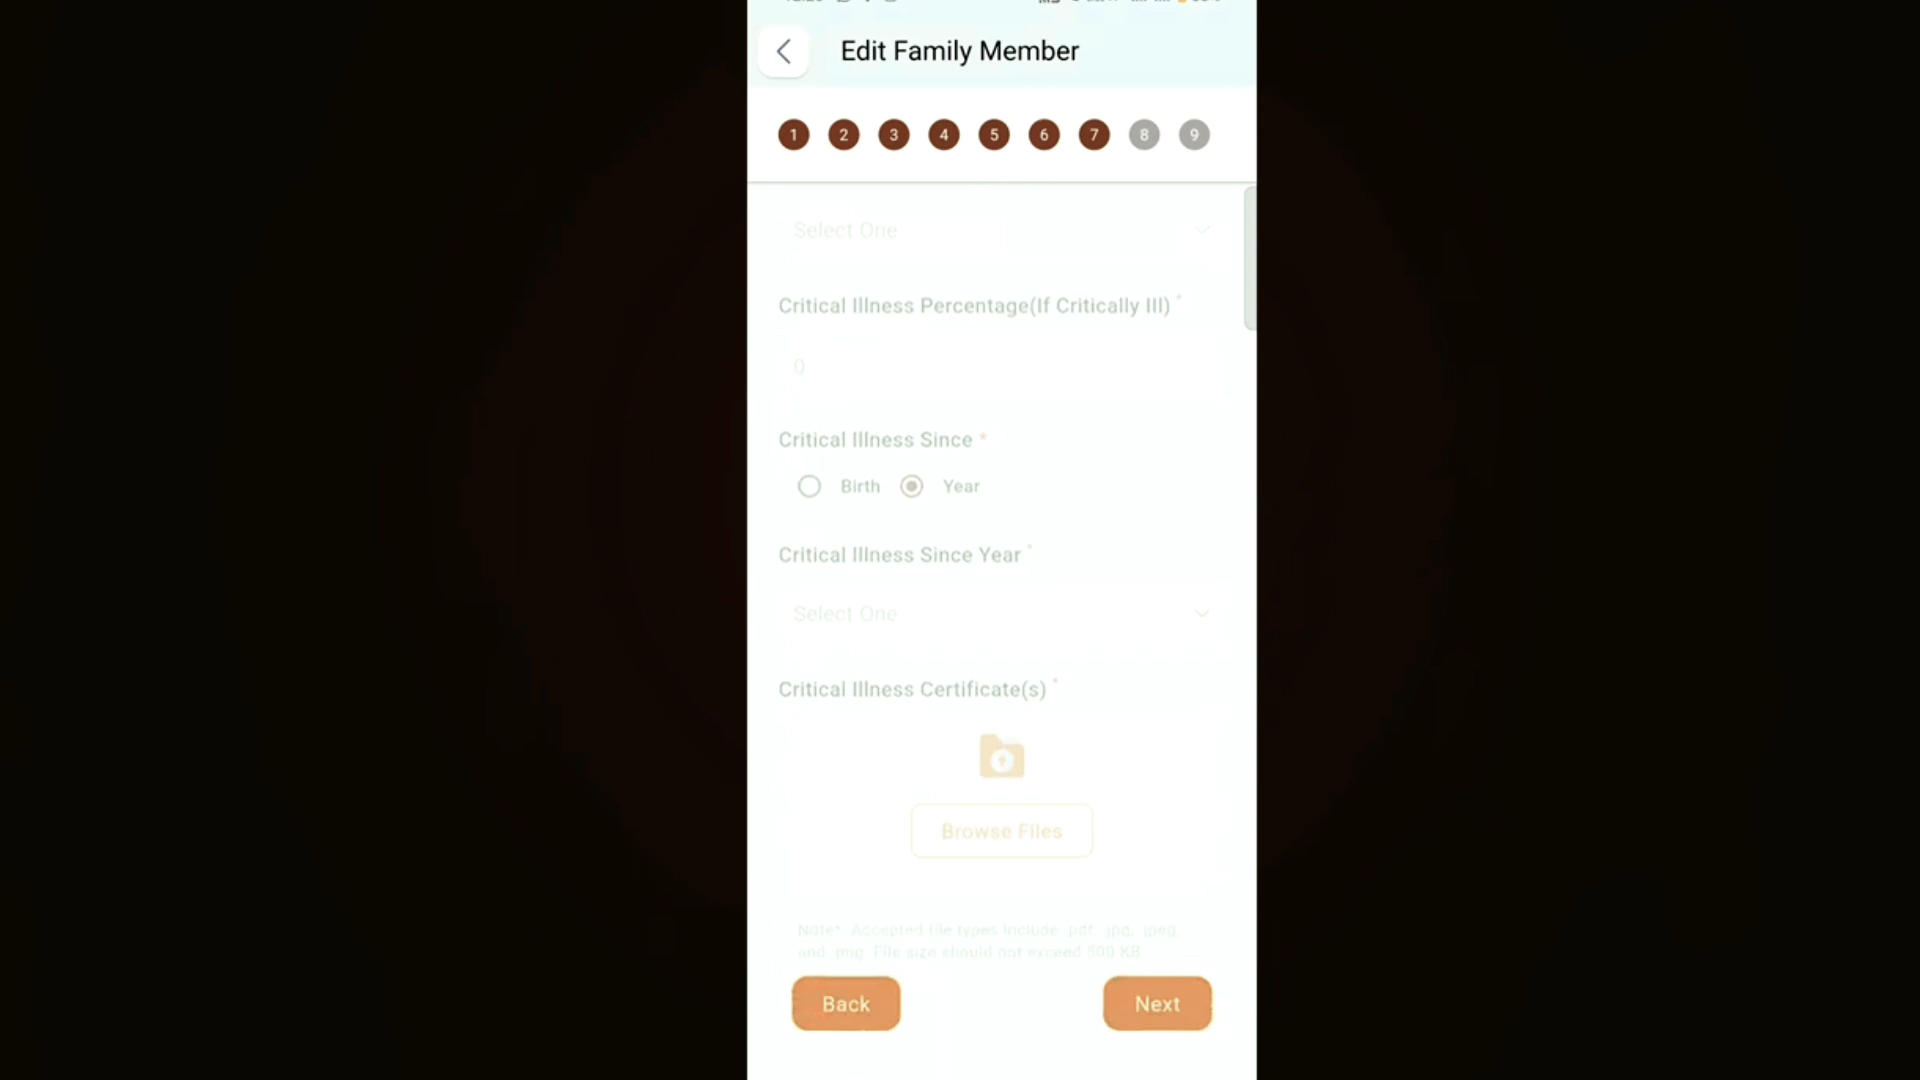 Edit Family Member
1 2 3 4 5 6 7 8 9
Select One
Critical Illness Percentage(If Critically Ill) *
0
Critical Illness Since *
Birth Year
Critical Illness Since Year *
Select One
Critical Illness Certificate(s) *
Browse Files
Note*: Accepted file types include .pdf, .jpg, .jpeg,
and .png. File size should not exceed 500 KB
Back Next